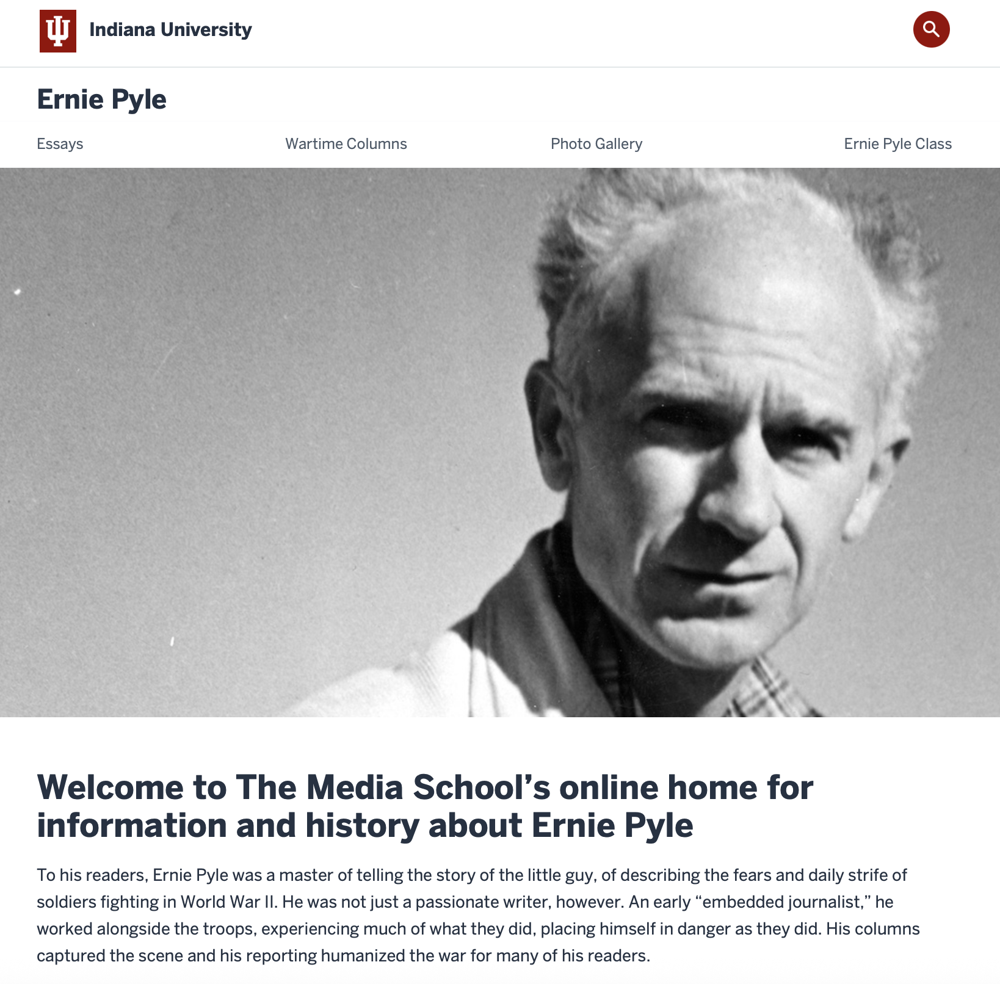 Indiana University
Ernie Pyle
Essays
Wartime Columns
Photo Gallery
Ernie Pyle Class
Welcome to The Media School’s online home for
information and history about Ernie Pyle
To his readers, Ernie Pyle was a master of telling the story of the little guy, of describing the fears and daily strife of
soldiers fighting in World War II. He was not just a passionate writer, however. An early “embedded journalist,” he
worked alongside the troops, experiencing much of what they did, placing himself in danger as they did. His columns
captured the scene and his reporting humanized the war for many of his readers.